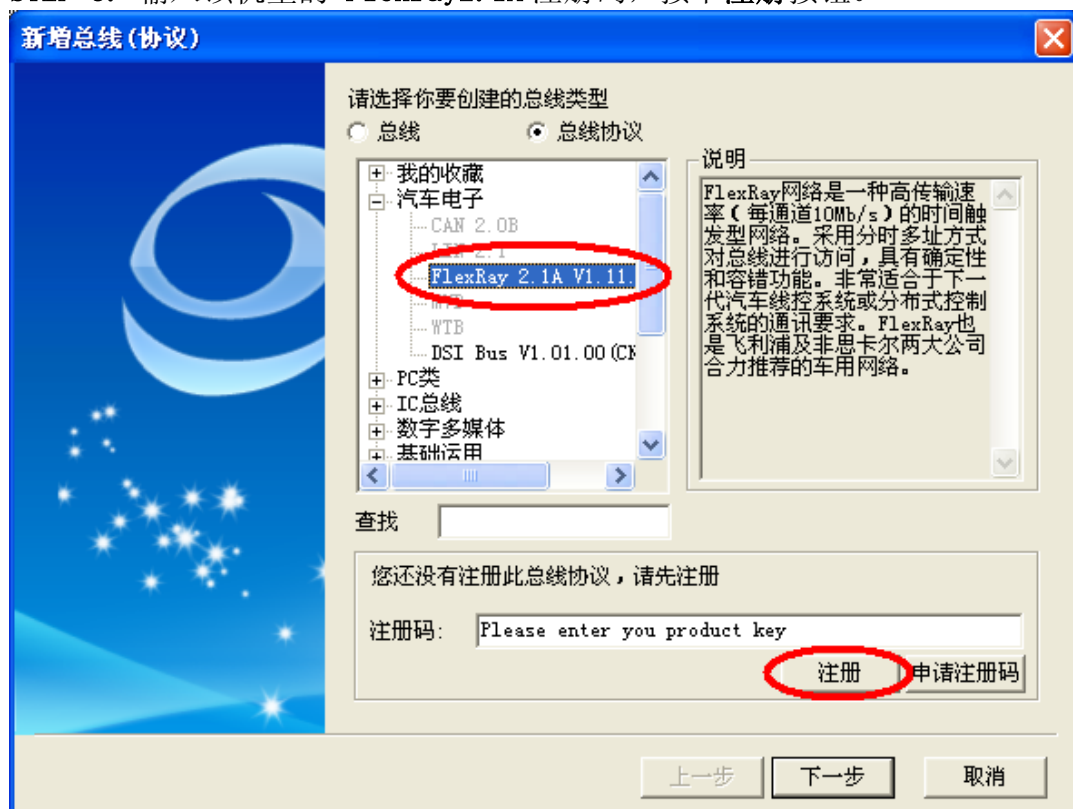 新增总线(协议)
请选择你要创建的总线类型
总线
总线协议
我的收藏
汽车电子
CAN 2.0B
FlexRay 2.1A V1.11.
WTB
DSI Bus V1.01.00(CN
PC类
IC总线
数字多媒体
基础运用
说明
FlexRay网络是一种高传输速
率(每通道10Mb/s)的时间触
发型网络。采用分时多址方式
对总线进行访问,具有确定性
和容错功能。非常适合于下一
代汽车线控系统或分布式控制
系统的通讯要求。FlexRay也
是飞利浦及非思卡尔两大公司
合力推荐的车用网络。
查找
您还没有注册此总线协议,请先注册
注册码:
Please enter you product key
注册
申请注册码
上一步
下一步
取消